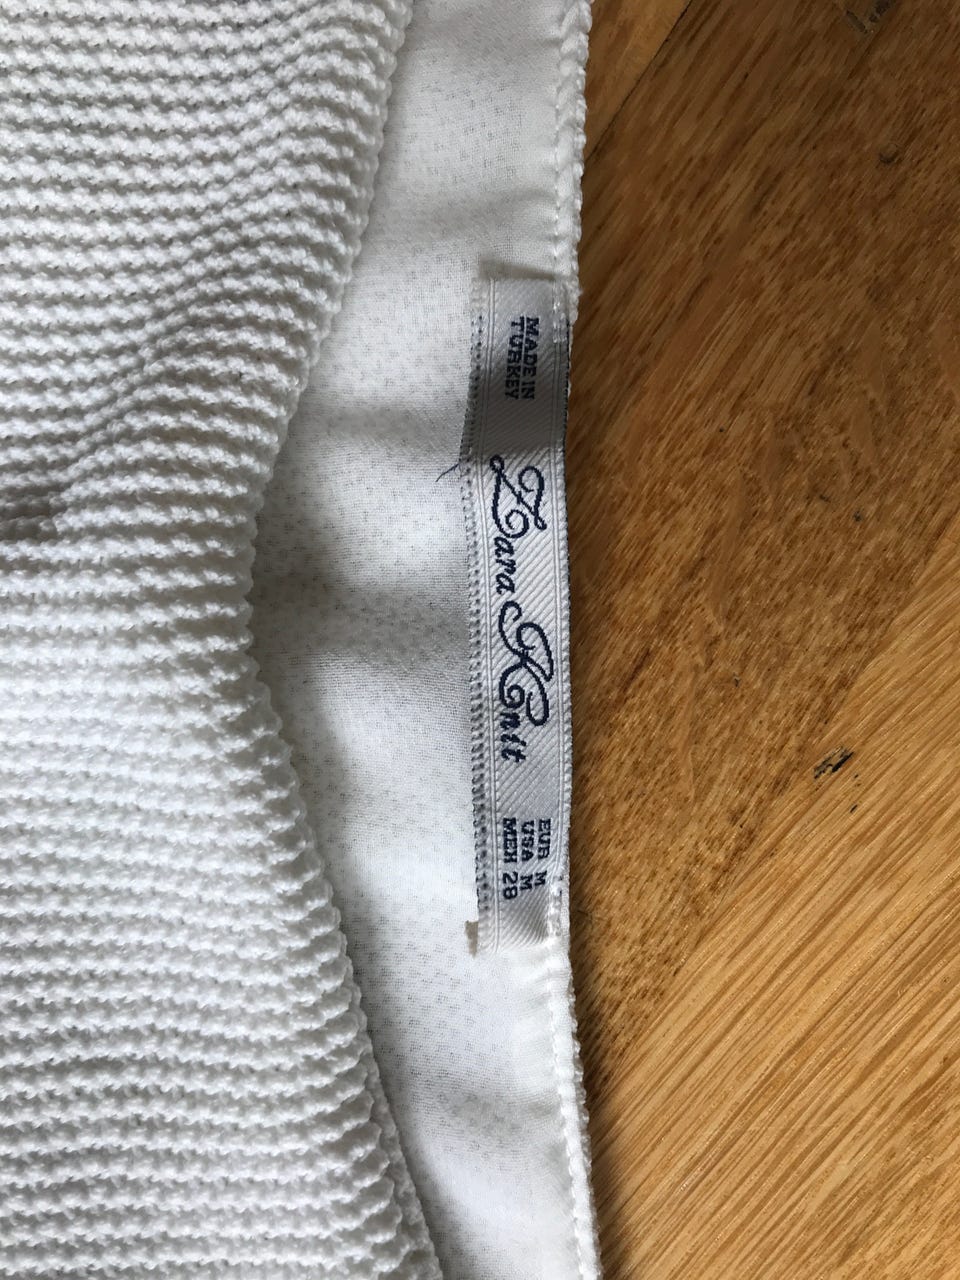 MADE IN
TURKEY
Zara Knit
EUR M
USA M
MEX 28